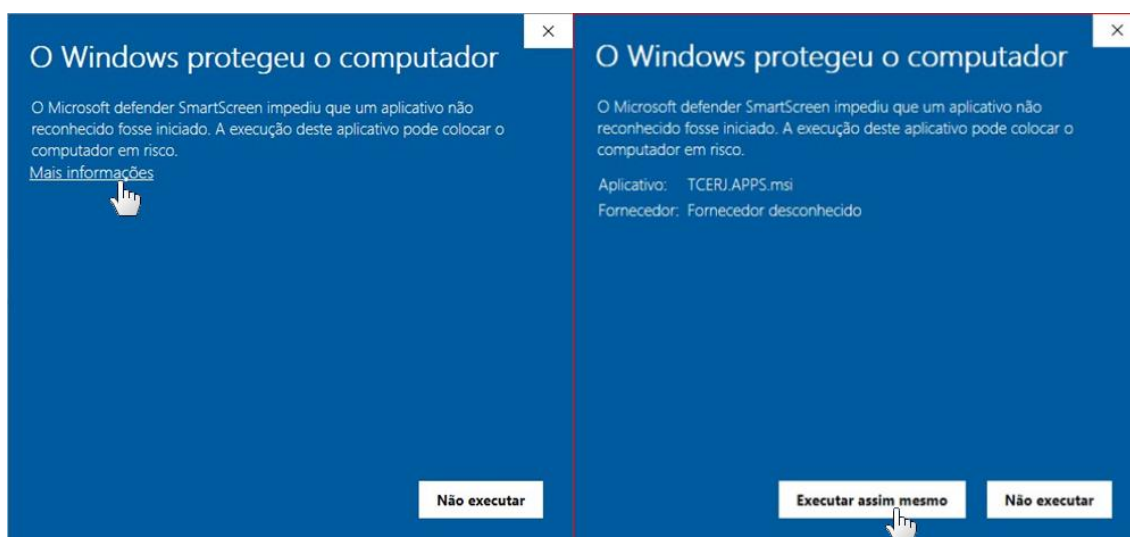 O Windows protegeu o computador
O Microsoft defender SmartScreen impediu que um aplicativo não
reconhecido fosse iniciado. A execução deste aplicativo pode colocar o
computador em risco.
Mais informações
Não executar
O Windows protegeu o computador
O Microsoft defender SmartScreen impediu que um aplicativo não
reconhecido fosse iniciado. A execução deste aplicativo pode colocar o
computador em risco.
Aplicativo: TCERJ.APPS.msi
Fornecedor: Fornecedor desconhecido
Executar assim mesmo
Não executar